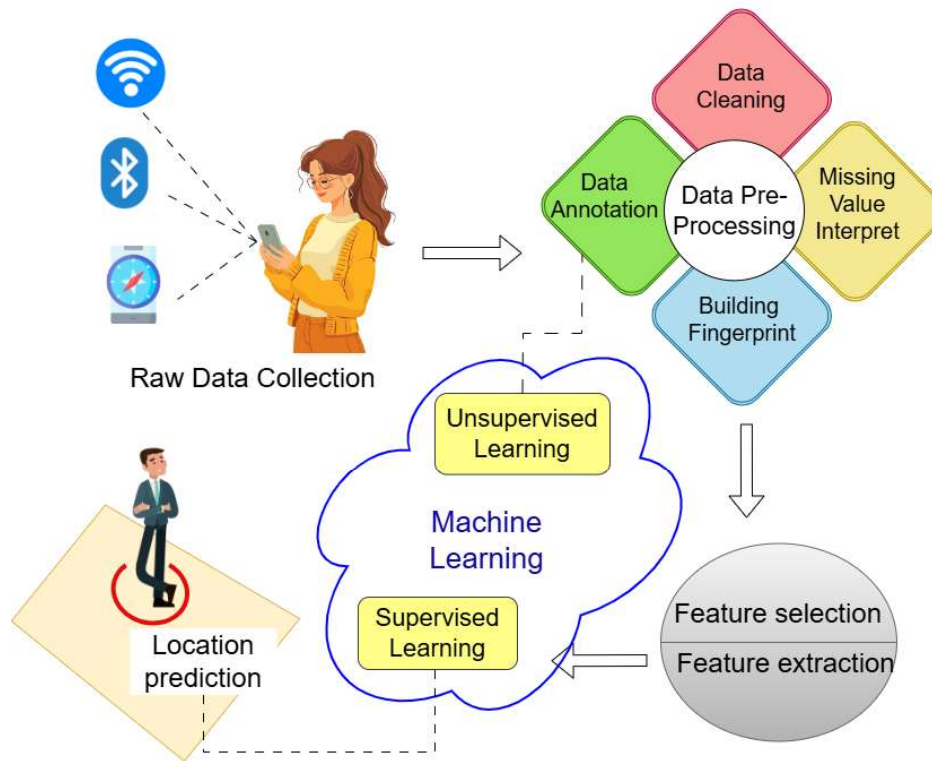 Raw Data Collection
Data
Cleaning
Data
Annotation
Data Pre-
Processing
Missing
Value
Interpret
Building
Fingerprint
Feature selection
Feature extraction
Unsupervised
Learning
Machine
Learning
Supervised
Learning
Location
prediction